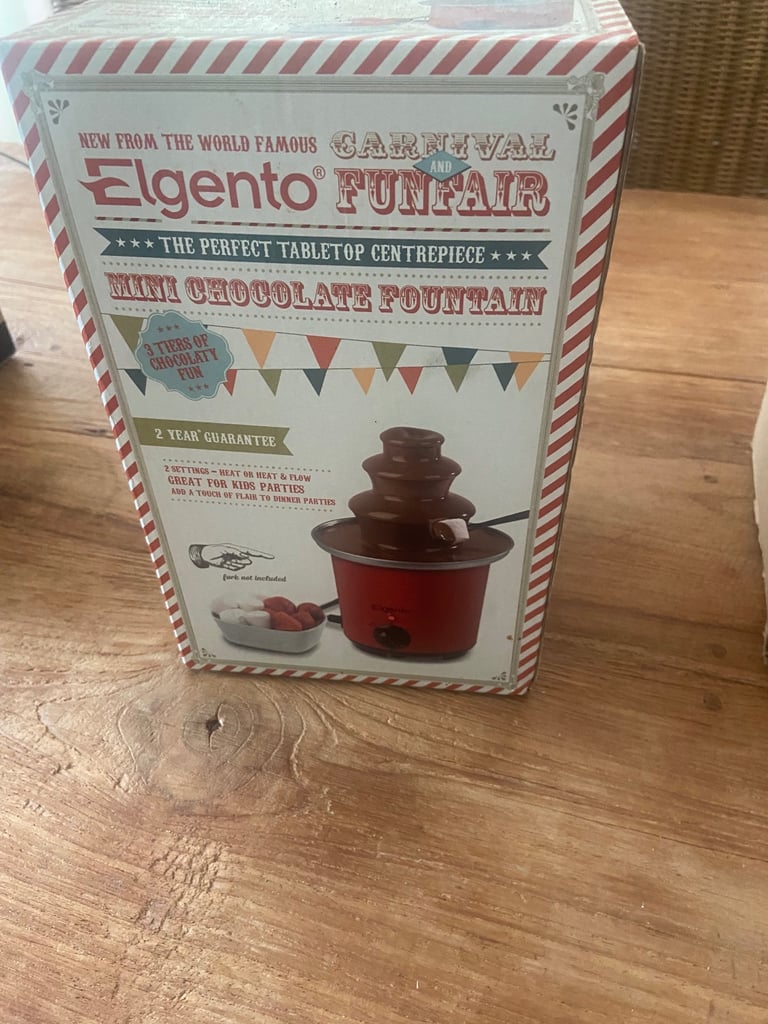 NEW FROM THE WORLD FAMOUS
Elgento®
CARNIVAL
AND
FUNFAIR
THE PERFECT TABLETOP CENTREPIECE
MINI CHOCOLATE FOUNTAIN
3 TIERS OF
CHOCOLATY
FUN
2 YEAR* GUARANTEE
2 SETTINGS – HEAT OR HEAT & FLOW
GREAT FOR KIDS PARTIES
ADD A TOUCH OF FLAIR TO DINNER PARTIES
fork not included
Elgento